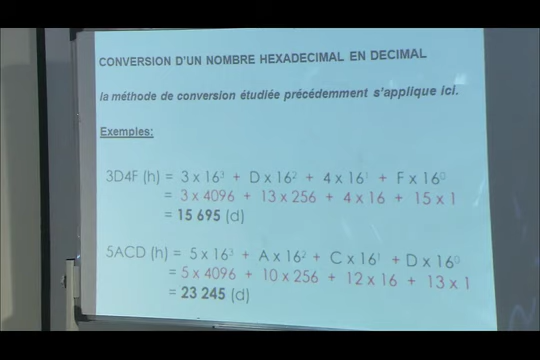 CONVERSION D'UN NOMBRE HEXADECIMAL EN DECIMAL
la méthode de conversion étudiée précédemment s'applique ici.
Exemples:
3D4F (h) = 3 x 16³ + D x 16² + 4 x 16¹ + F x 16⁰
= 3 x 4096 + 13 x 256 + 4 x 16 + 15 x 1
= 15 695 (d)
5ACD (h) = 5 x 16³ + A x 16² + C x 16¹ + D x 16⁰
= 5 x 4096 + 10 x 256 + 12 x 16 + 13 x 1
= 23 245 (d)